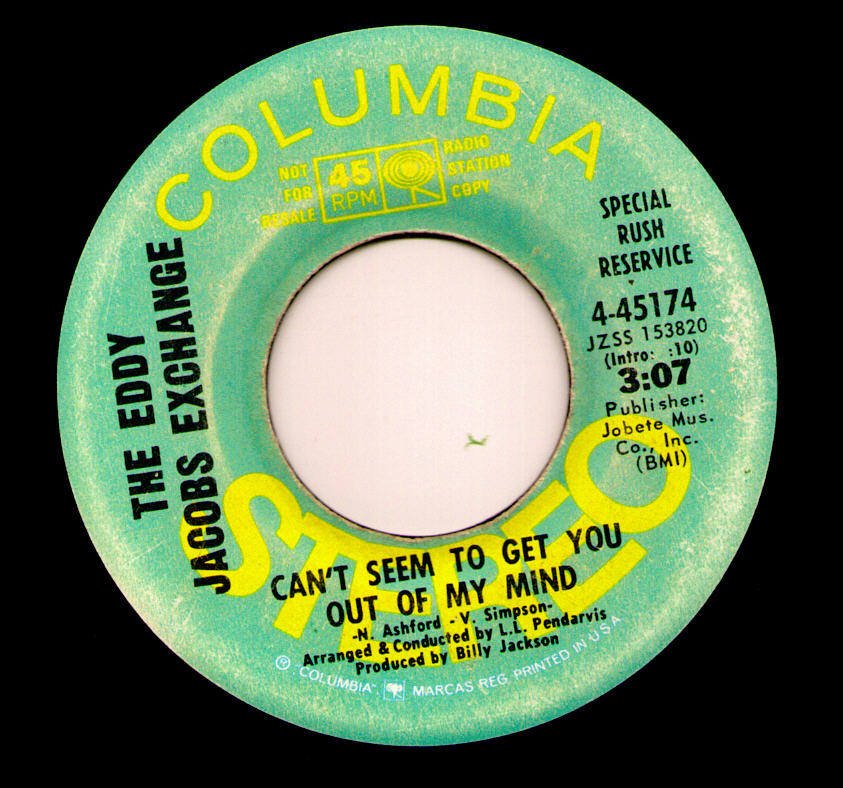 COLUMBIA
NOT
FOR
RESALE
45
RPM
RADIO
STATION
COPY
SPECIAL
RUSH
RESERVICE
4-45174
JZSS 153820
(Intro: :10)
3:07
Publisher:
Jobete Mus.
Co., Inc.
(BMI)
THE EDDY
JACOBS EXCHANGE
STEREO
CAN'T SEEM TO GET YOU
OUT OF MY MIND
-N. Ashford - V. Simpson-
Arranged & Conducted by L.L. Pendarvis
Produced by Billy Jackson
® "COLUMBIA", MARCAS REG. PRINTED IN U.S.A.